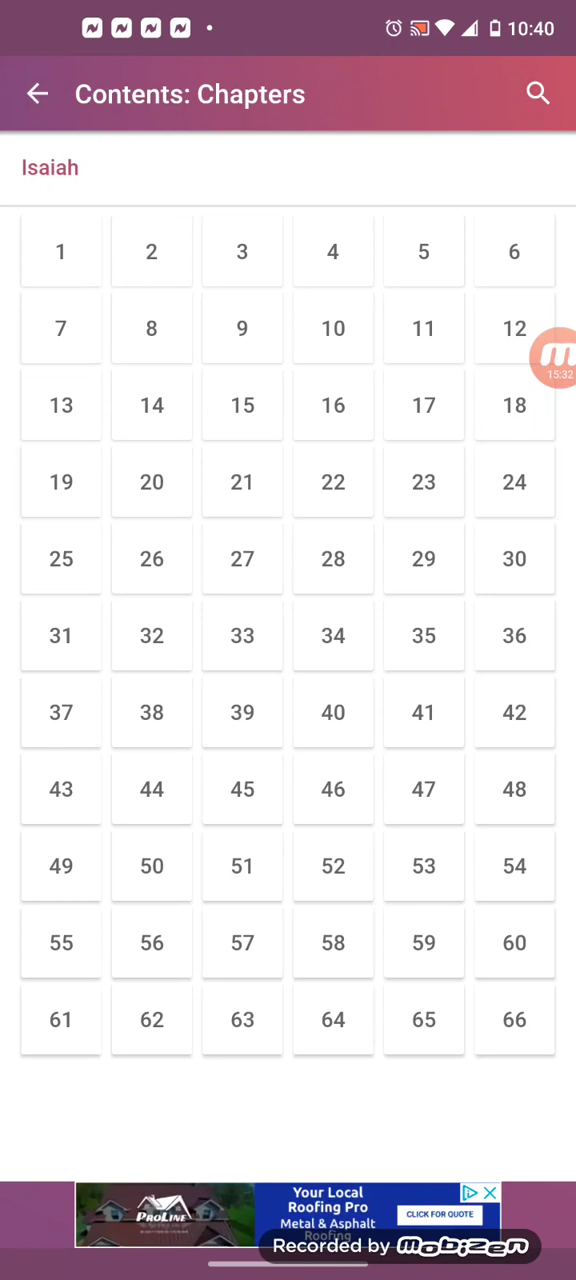 10:40
Contents: Chapters
Isaiah
1 2 3 4 5 6
7 8 9 10 11 12
15:32
13 14 15 16 17 18
19 20 21 22 23 24
25 26 27 28 29 30
31 32 33 34 35 36
37 38 39 40 41 42
43 44 45 46 47 48
49 50 51 52 53 54
55 56 57 58 59 60
61 62 63 64 65 66
PROLINE
Your Local
Roofing Pro
Metal & Asphalt
Roofing
CLICK FOR QUOTE
Recorded by mobizen